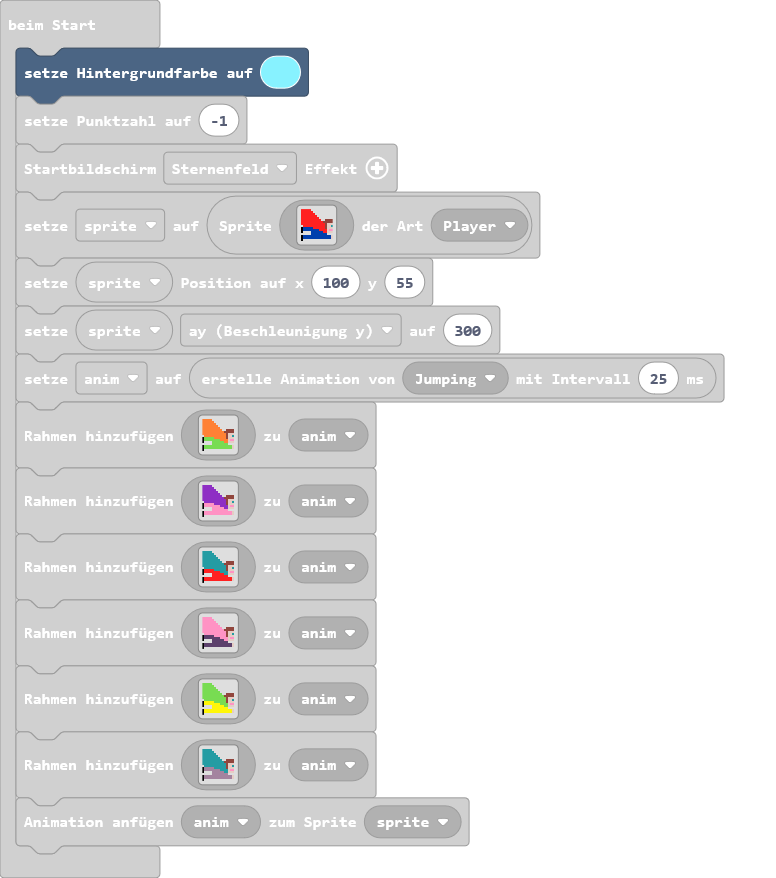 beim Start
setze Hintergrundfarbe auf
setze Punktzahl auf -1
Startbildschirm Sternenfeld Effekt
setze sprite auf Sprite der Art Player
setze sprite Position auf x 100 y 55
setze sprite ay (Beschleunigung y) auf 300
setze anim auf erstelle Animation von Jumping mit Intervall 25 ms
Rahmen hinzufügen zu anim
Rahmen hinzufügen zu anim
Rahmen hinzufügen zu anim
Rahmen hinzufügen zu anim
Rahmen hinzufügen zu anim
Rahmen hinzufügen zu anim
Animation anfügen anim zum Sprite sprite